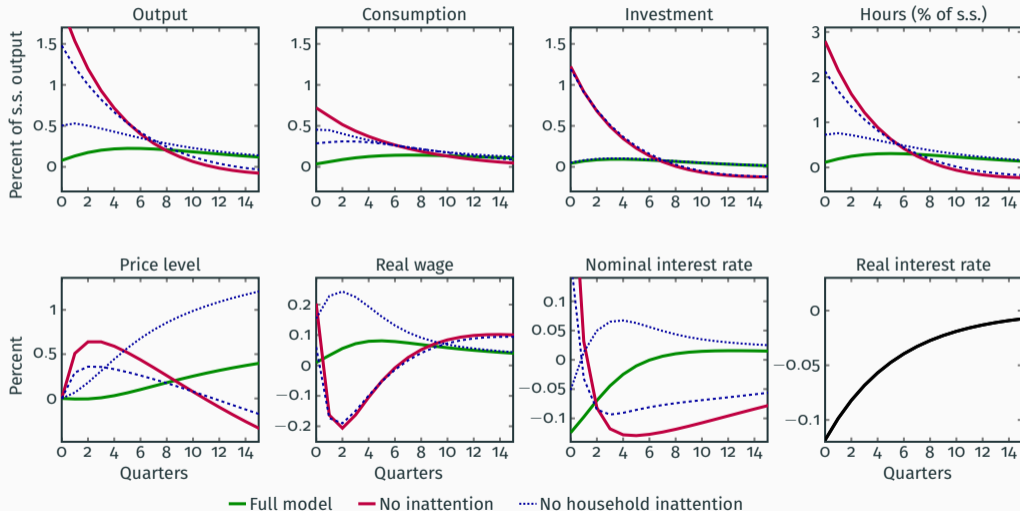 Output Consumption Investment Hours (% of s.s.)
Percent of s.s. output
1.5 1.5 1.5 3
1 1 1 2
0.5 0.5 0.5 1
0 0 0 0
0 2 4 6 8 10 12 14 0 2 4 6 8 10 12 14 0 2 4 6 8 10 12 14 0 2 4 6 8 10 12 14
Price level Real wage Nominal interest rate Real interest rate
Percent
1 0.2 0.1 0
0.5 0.1 0.05 −0.05
0 0 0 −0.1
−0.1 −0.05
−0.2 −0.1
0 2 4 6 8 10 12 14 0 2 4 6 8 10 12 14 0 2 4 6 8 10 12 14 0 2 4 6 8 10 12 14
Quarters Quarters Quarters Quarters
Full model No inattention No household inattention